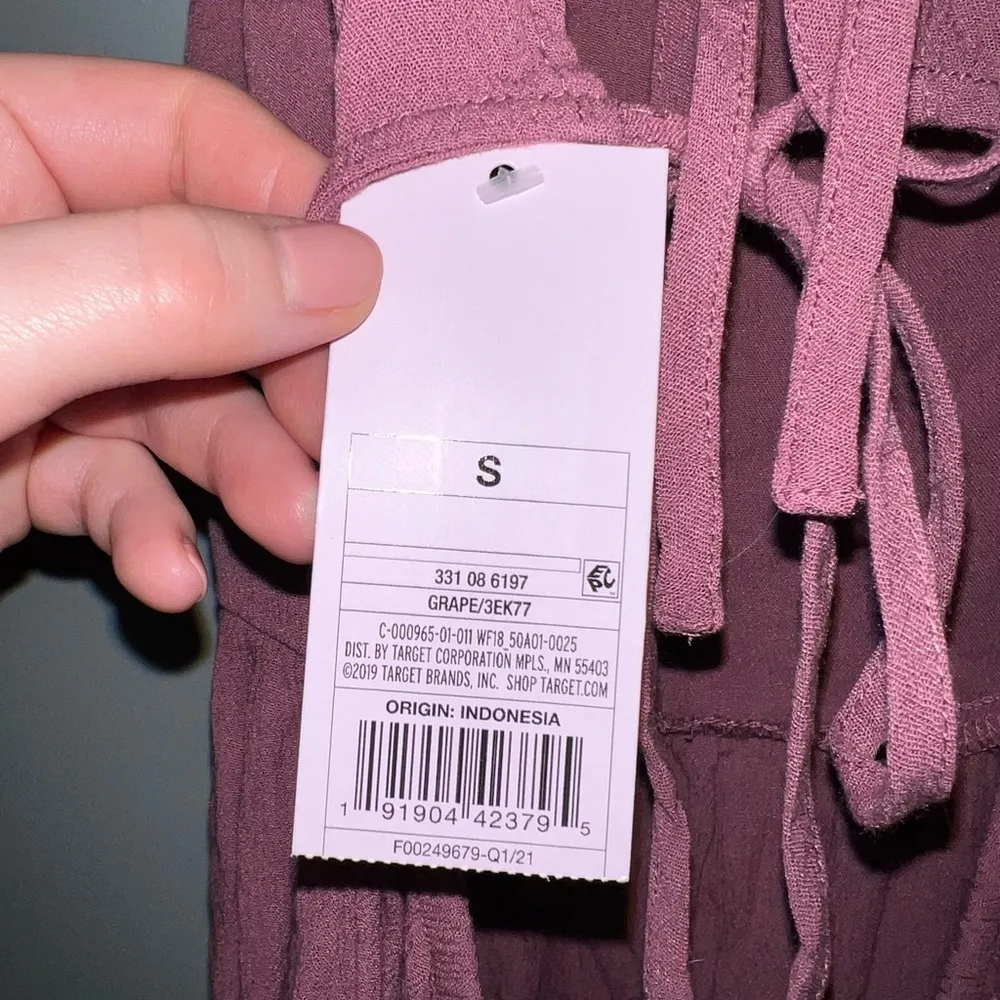 S
331 08 6197
EPC
GRAPE/3EK77
C-000965-01-011 WF18_50A01-0025
DIST. BY TARGET CORPORATION MPLS., MN 55403
©2019 TARGET BRANDS, INC. SHOP TARGET.COM
ORIGIN: INDONESIA
1 91904 42379 5
F00249679-Q1/21